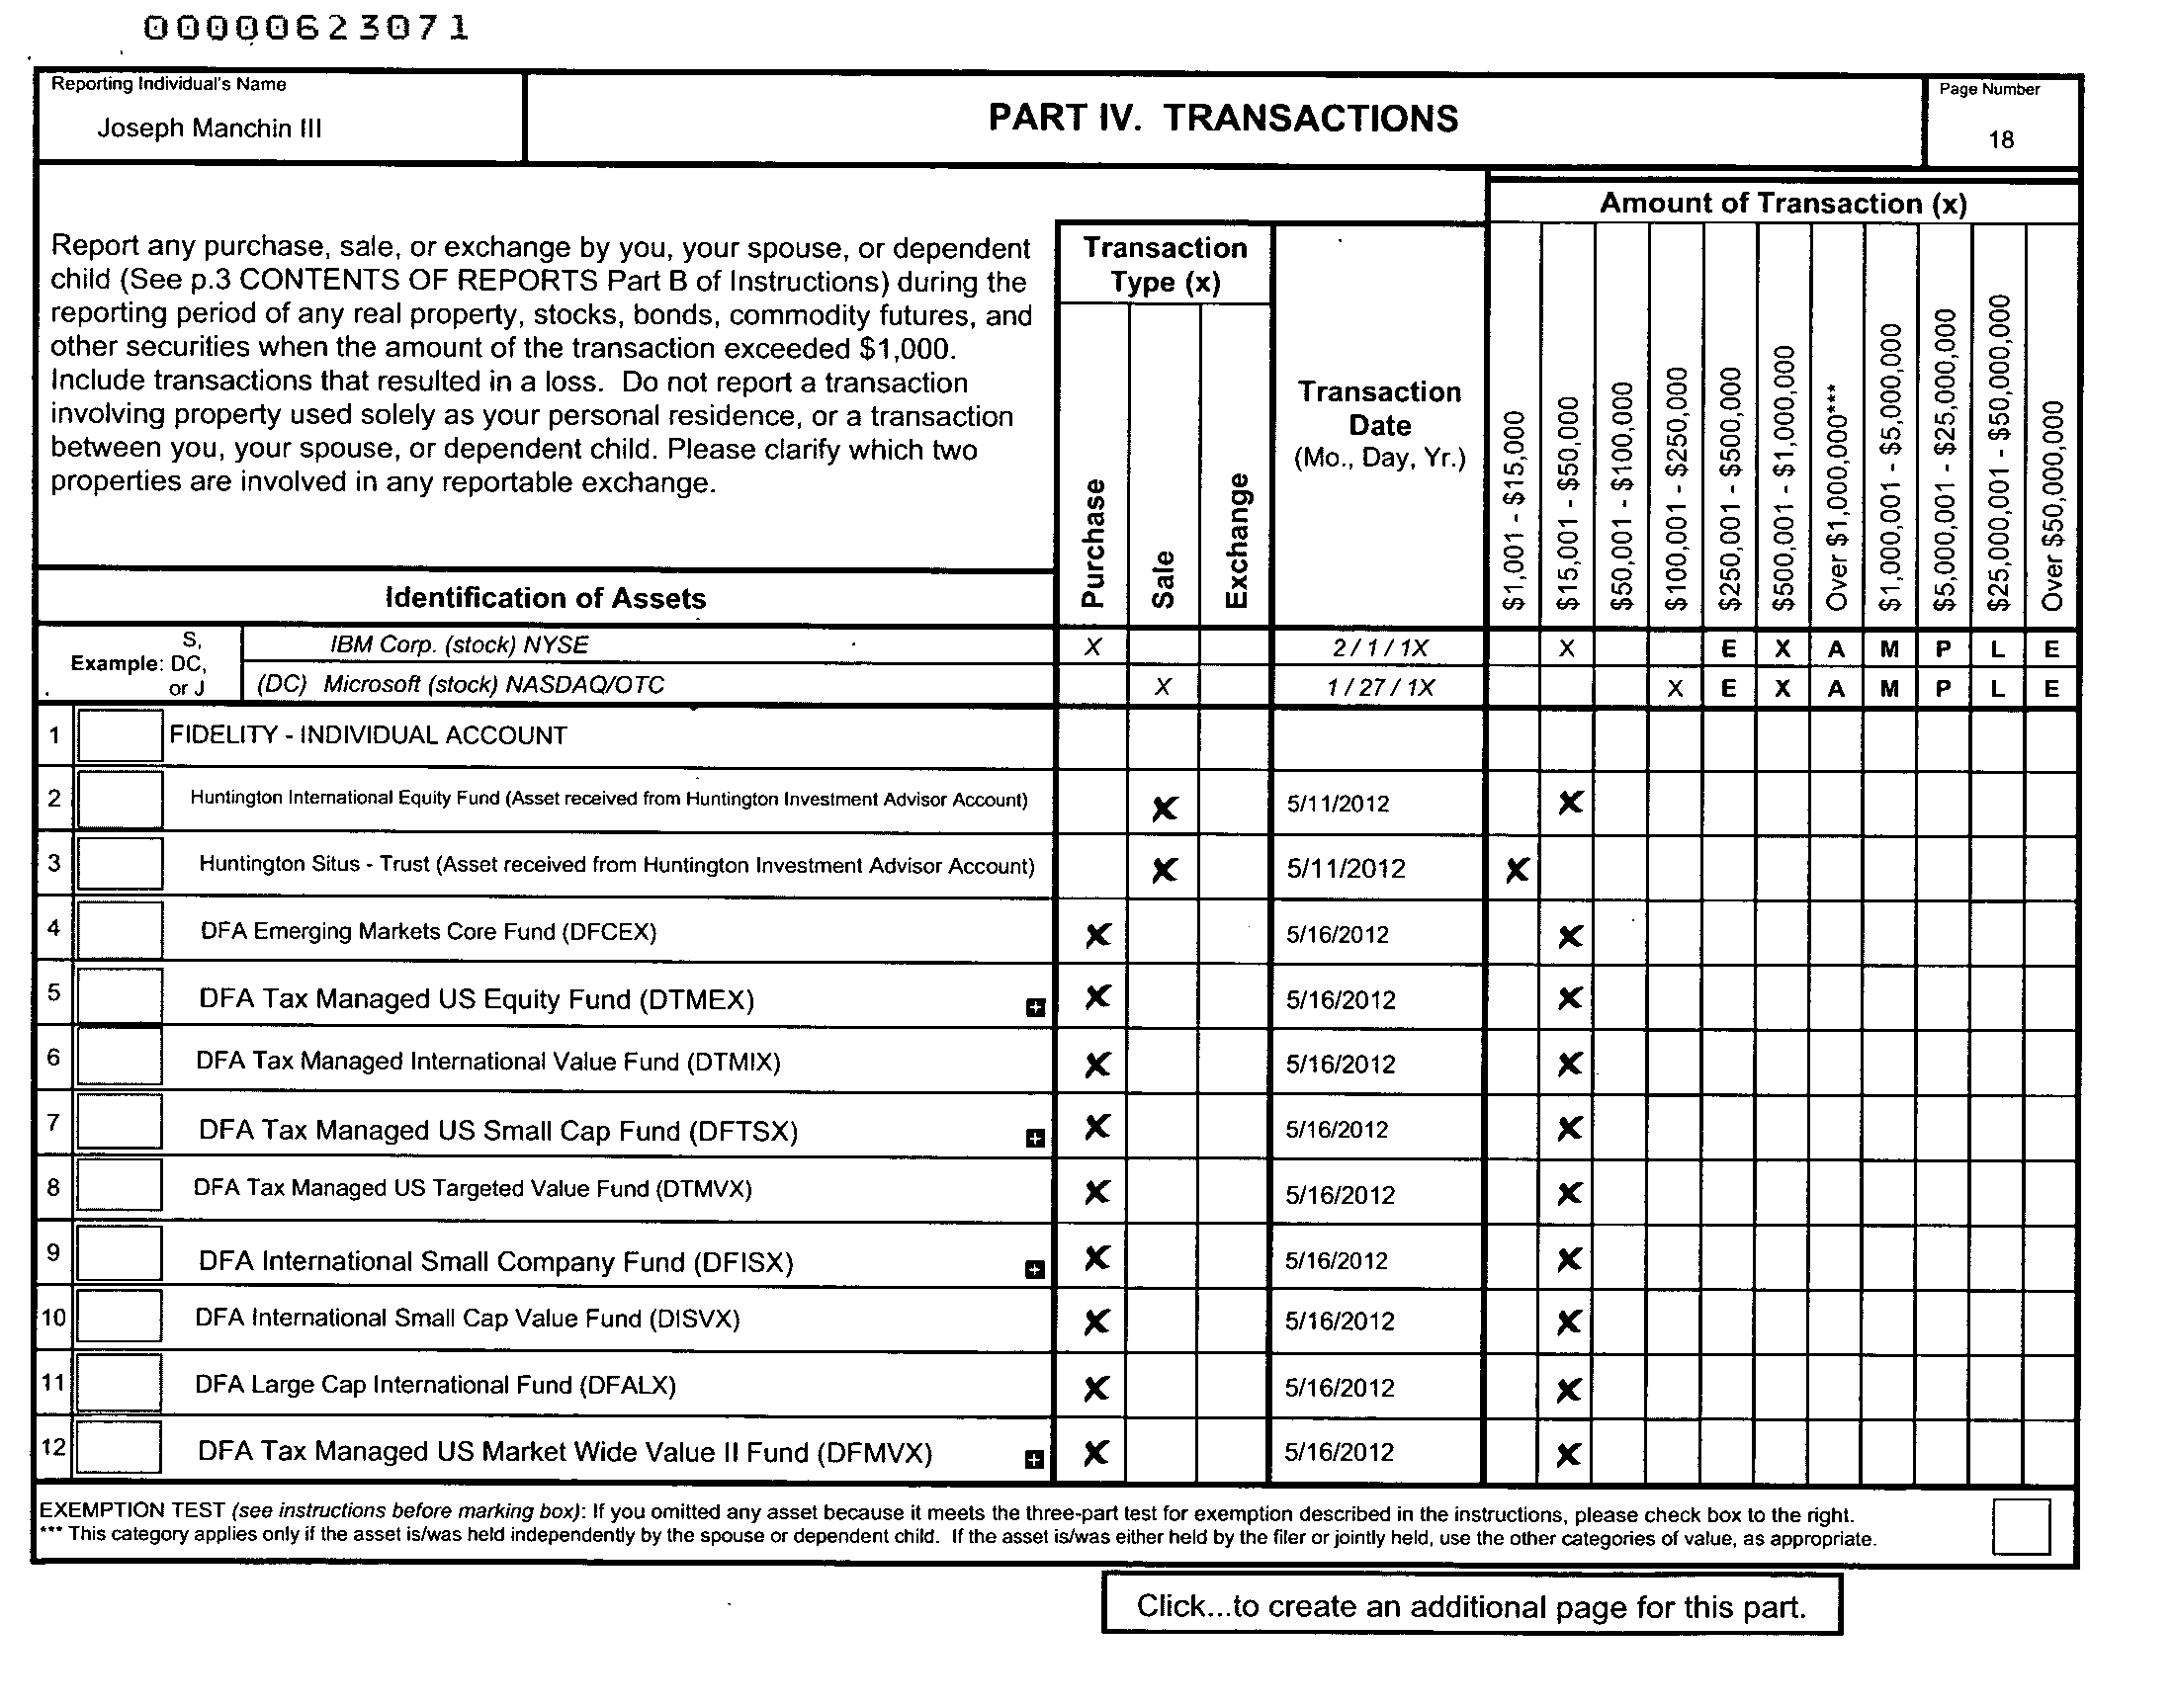 00000623071
Reporting Individual's Name
Joseph Manchin III
PART IV. TRANSACTIONS
Page Number
18
Report any purchase, sale, or exchange by you, your spouse, or dependent
child (See p.3 CONTENTS OF REPORTS Part B of Instructions) during the
reporting period of any real property, stocks, bonds, commodity futures, and
other securities when the amount of the transaction exceeded $1,000.
Include transactions that resulted in a loss. Do not report a transaction
involving property used solely as your personal residence, or a transaction
between you, your spouse, or dependent child. Please clarify which two
properties are involved in any reportable exchange.
Identification of Assets
Transaction
Type (x)
Purchase
Sale
Exchange
Transaction
Date
(Mo., Day, Yr.)
Amount of Transaction (x)
$1,001 - $15,000
$15,001 - $50,000
$50,001 - $100,000
$100,001 - $250,000
$250,001 - $500,000
$500,001 - $1,000,000
Over $1,000,000***
$1,000,001 - $5,000,000
$5,000,001 - $25,000,000
$25,000,001 - $50,000,000
Over $50,000,000
Example: S, DC, or J
IBM Corp. (stock) NYSE X 2 / 1 / 1X X E X A M P L E
(DC) Microsoft (stock) NASDAQ/OTC X 1 / 27 / 1X X E X A M P L E
1 FIDELITY - INDIVIDUAL ACCOUNT
2 Huntington International Equity Fund (Asset received from Huntington Investment Advisor Account) X 5/11/2012 X
3 Huntington Situs - Trust (Asset received from Huntington Investment Advisor Account) X 5/11/2012 X
4 DFA Emerging Markets Core Fund (DFCEX) X 5/16/2012 X
5 DFA Tax Managed US Equity Fund (DTMEX) + X 5/16/2012 X
6 DFA Tax Managed International Value Fund (DTMIX) X 5/16/2012 X
7 DFA Tax Managed US Small Cap Fund (DFTSX) + X 5/16/2012 X
8 DFA Tax Managed US Targeted Value Fund (DTMVX) X 5/16/2012 X
9 DFA International Small Company Fund (DFISX) + X 5/16/2012 X
10 DFA International Small Cap Value Fund (DISVX) X 5/16/2012 X
11 DFA Large Cap International Fund (DFALX) X 5/16/2012 X
12 DFA Tax Managed US Market Wide Value II Fund (DFMVX) + X 5/16/2012 X
EXEMPTION TEST (see instructions before marking box): If you omitted any asset because it meets the three-part test for exemption described in the instructions, please check box to the right.
*** This category applies only if the asset is/was held independently by the spouse or dependent child. If the asset is/was either held by the filer or jointly held, use the other categories of value, as appropriate.
Click...to create an additional page for this part.